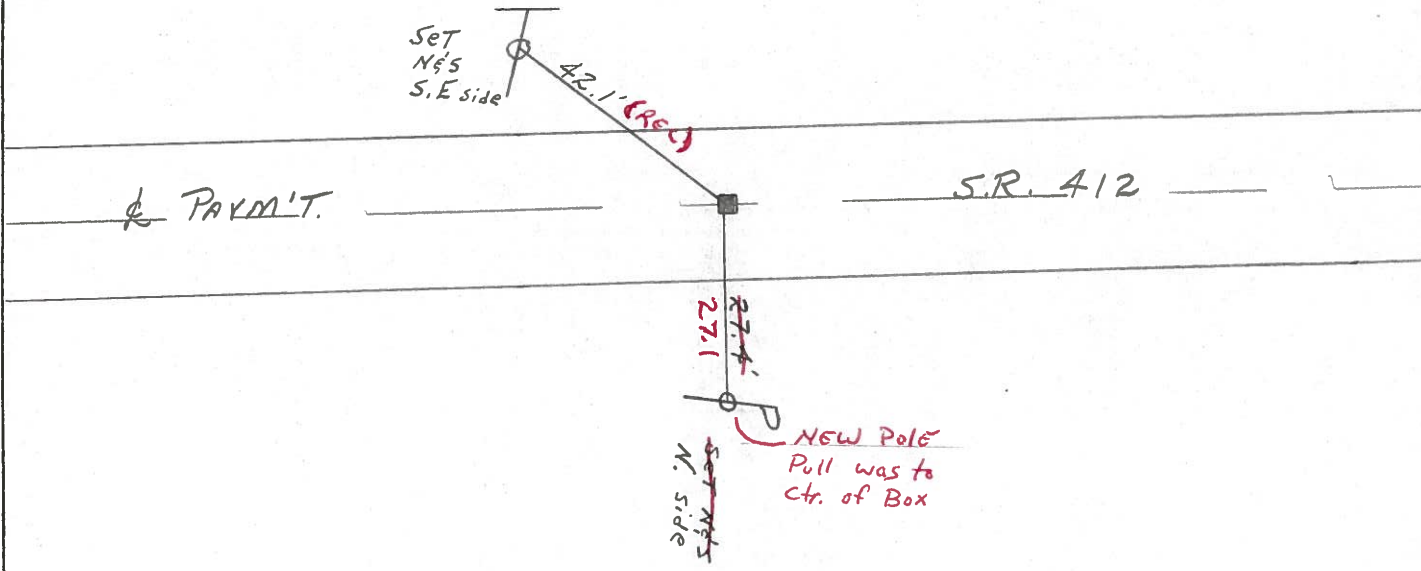 SET
N&S
S.E side
42.1' (REC)
℄ PAVM'T.
S.R. 412
27.4'
27.1
NEW POLE
Pull was to
Ctr. of Box
SET N&S
N. side